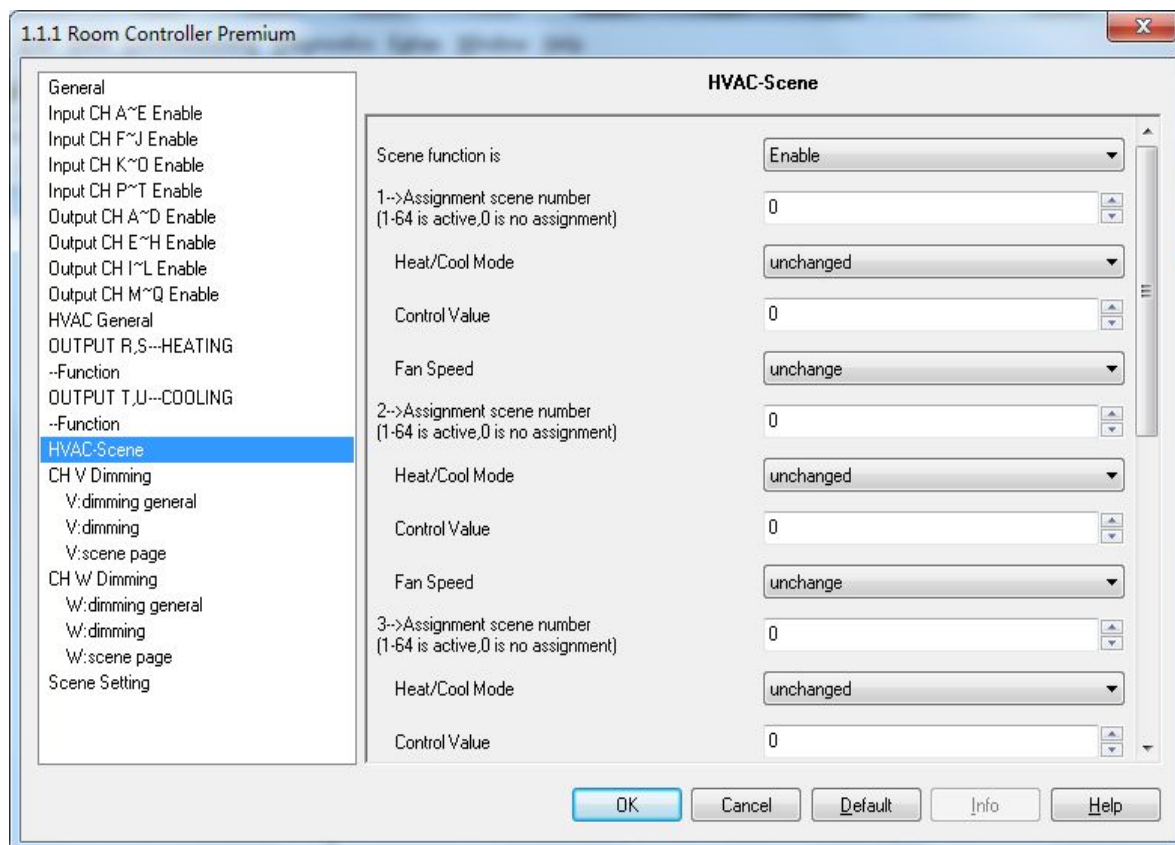 1.1.1 Room Controller Premium
General
Input CH A~E Enable
Input CH F~J Enable
Input CH K~O Enable
Input CH P~T Enable
Output CH A~D Enable
Output CH E~H Enable
Output CH I~L Enable
Output CH M~Q Enable
HVAC General
OUTPUT R,S---HEATING
--Function
OUTPUT T,U---COOLING
--Function
HVAC-Scene
CH V Dimming
V:dimming general
V:dimming
V:scene page
CH W Dimming
W:dimming general
W:dimming
W:scene page
Scene Setting
HVAC-Scene
Scene function is Enable
1-->Assignment scene number
(1-64 is active,0 is no assignment) 0
Heat/Cool Mode unchanged
Control Value 0
Fan Speed unchange
2-->Assignment scene number
(1-64 is active,0 is no assignment) 0
Heat/Cool Mode unchanged
Control Value 0
Fan Speed unchange
3-->Assignment scene number
(1-64 is active,0 is no assignment) 0
Heat/Cool Mode unchanged
Control Value 0
OK Cancel Default Info Help